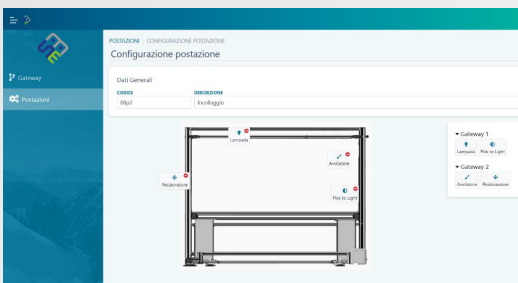 POSTAZIONI CONFIGURAZIONE POSTAZIONE
Configurazione postazione
Gateway
Postazioni
Dati Generali
CODICE DESCRIZIONE
00p2 Incollaggio
Lampada
Avvitatore
Posizionatore
Pick to Light
Gateway 1
Lampada Pick to Light
Gateway 2
Avvitatore Posizionatore